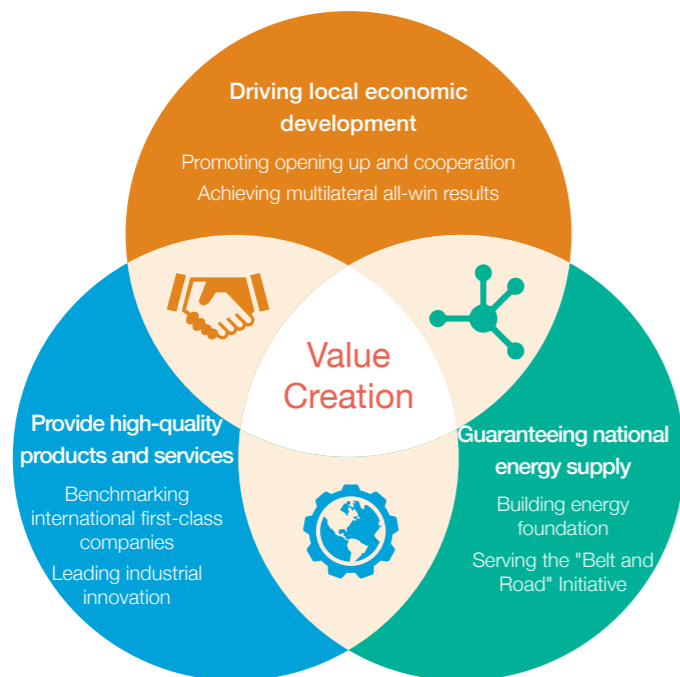 Driving local economic
development
Promoting opening up and cooperation
Achieving multilateral all-win results
Value
Creation
Provide high-quality
products and services
Benchmarking
international first-class
companies
Leading industrial
innovation
Guaranteeing national
energy supply
Building energy
foundation
Serving the "Belt and
Road" Initiative